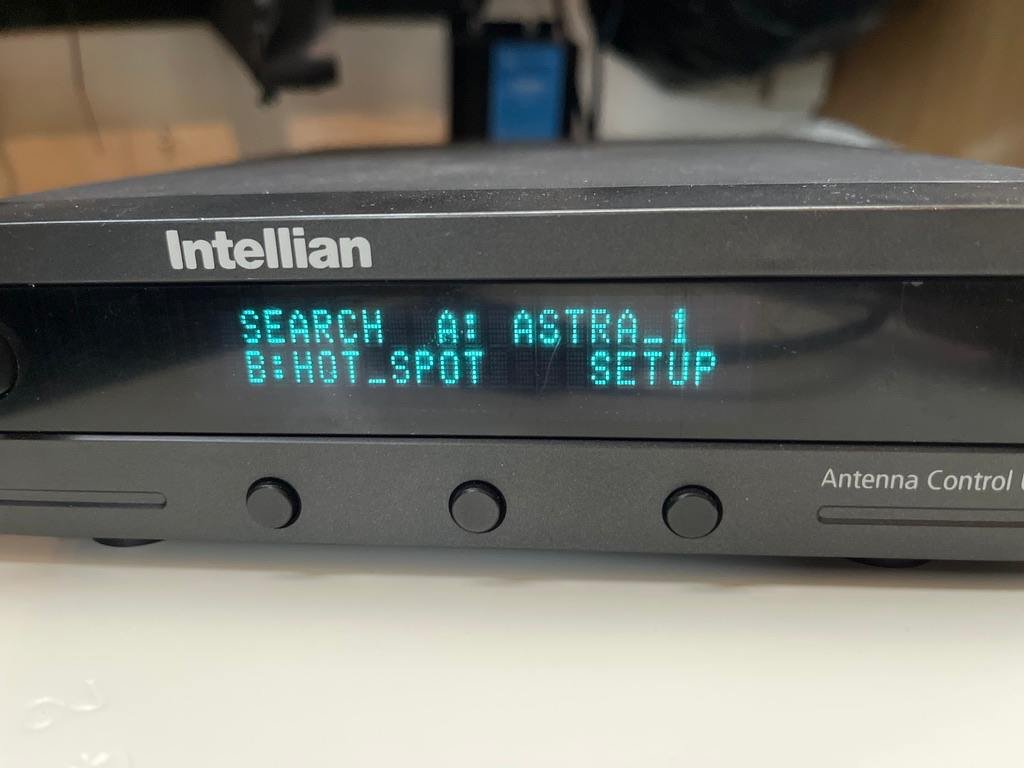 Intellian
SEARCH A: ASTRA_1
B:HOT_SPOT SETUP
Antenna Control